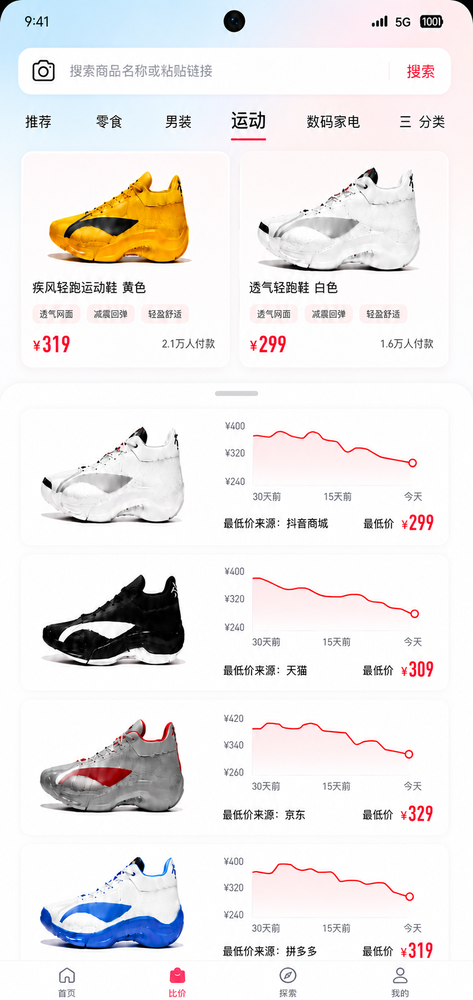 9:41
5G
100
搜索商品名称或粘贴链接
搜索
推荐 零食 男装 运动 数码家电 三 分类
疾风轻跑运动鞋 黄色
透气网面 减震回弹 轻盈舒适
¥319 2.1万人付款
透气轻跑鞋 白色
透气网面 减震回弹 轻盈舒适
¥299 1.6万人付款
¥400
¥320
¥240
30天前 15天前 今天
最低价来源：抖音商城 最低价 ¥299
¥400
¥320
¥240
30天前 15天前 今天
最低价来源：天猫 最低价 ¥309
¥420
¥340
¥260
30天前 15天前 今天
最低价来源：京东 最低价 ¥329
¥400
¥320
¥240
30天前 15天前 今天
最低价来源：拼多多 最低价 ¥319
首页 比价 探索 我的